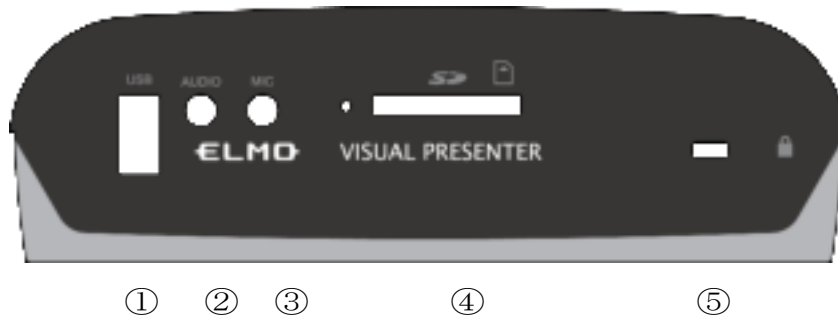 USB AUDIO MIC SD
ELMO VISUAL PRESENTER
① ② ③ ④ ⑤